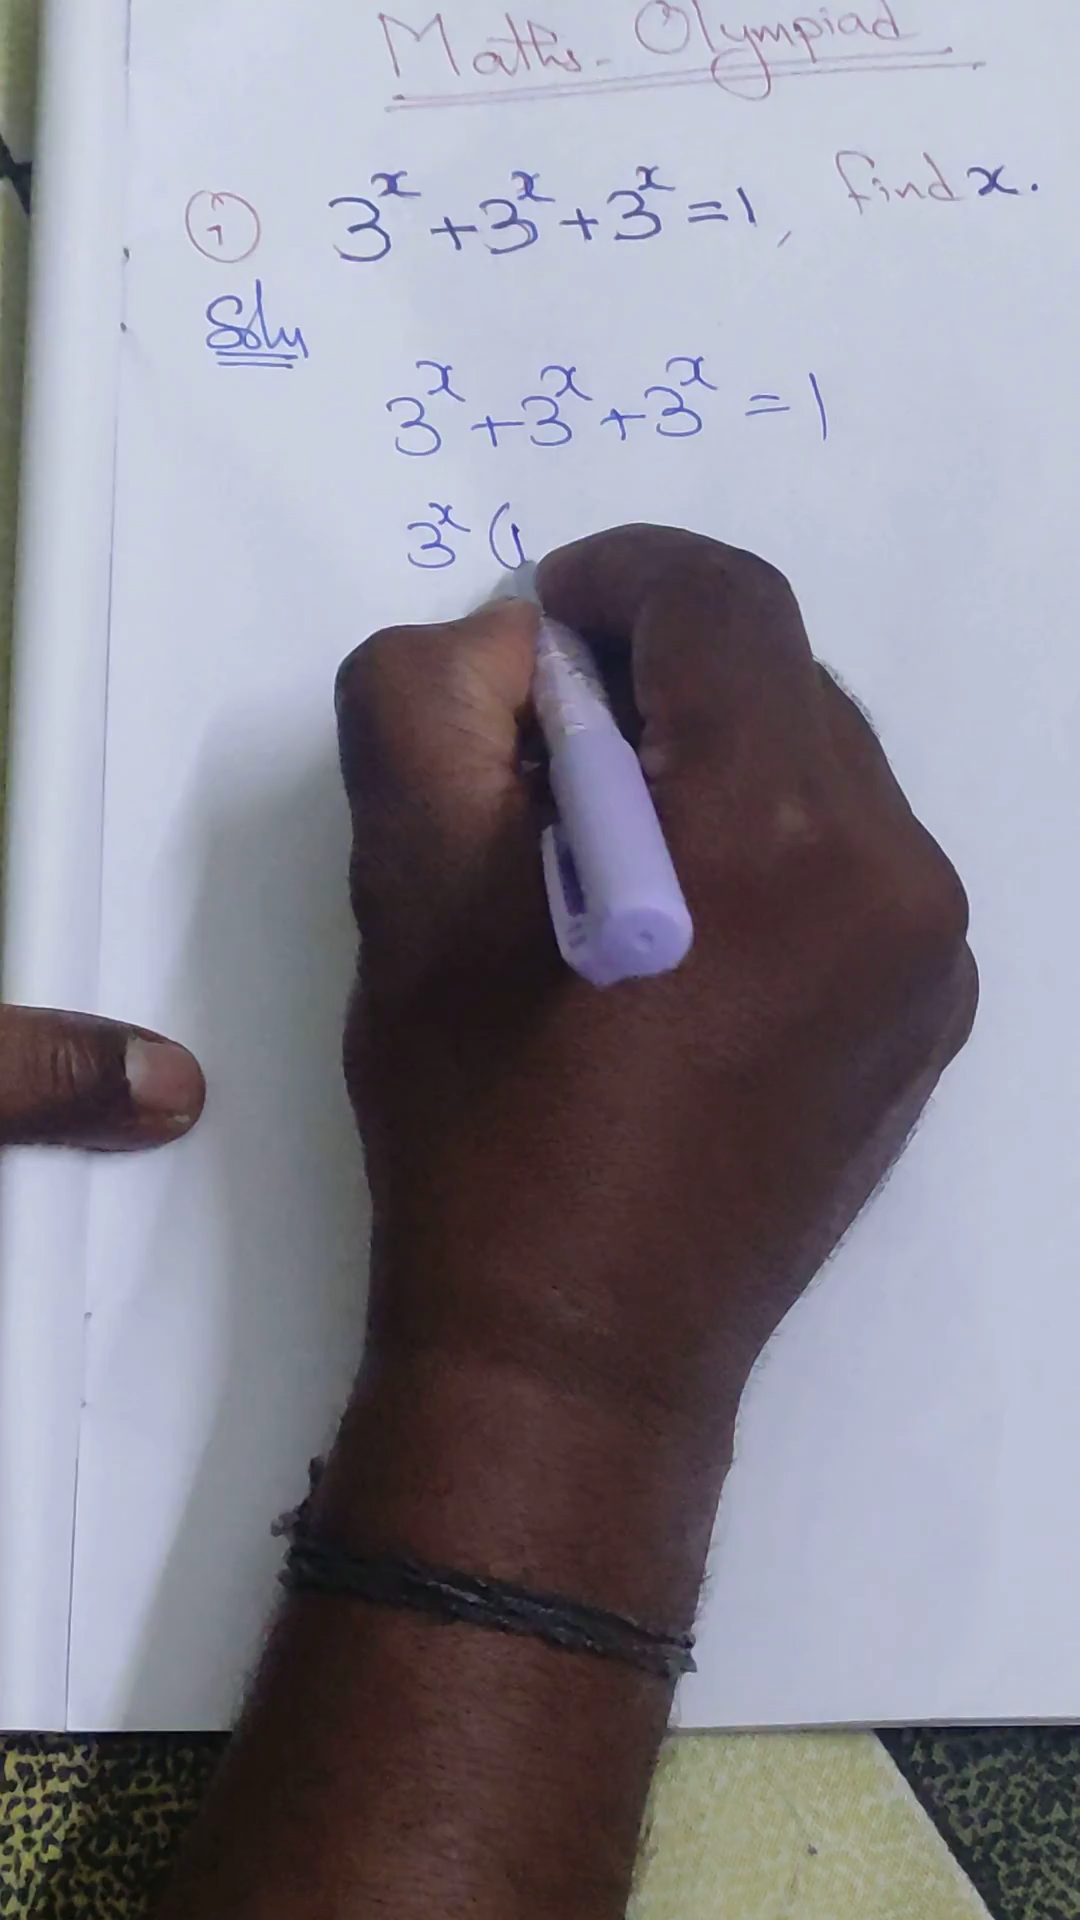 Maths. Olympiad
① 3^x + 3^x + 3^x = 1, find x.
Soln
3^x + 3^x + 3^x = 1
3^x (1